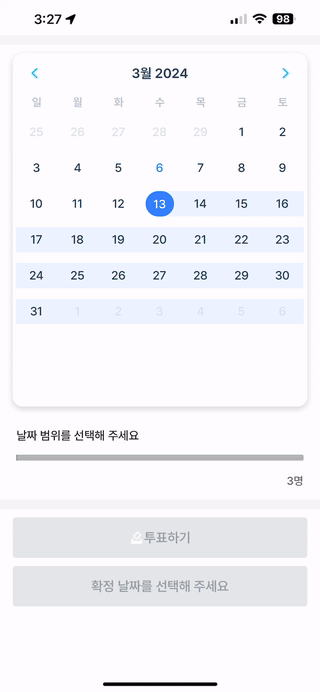 3:27 98
3월 2024
일 월 화 수 목 금 토
25 26 27 28 29 1 2
3 4 5 6 7 8 9
10 11 12 13 14 15 16
17 18 19 20 21 22 23
24 25 26 27 28 29 30
31 1 2 3 4 5 6
날짜 범위를 선택해 주세요
3명
투표하기
확정 날짜를 선택해 주세요